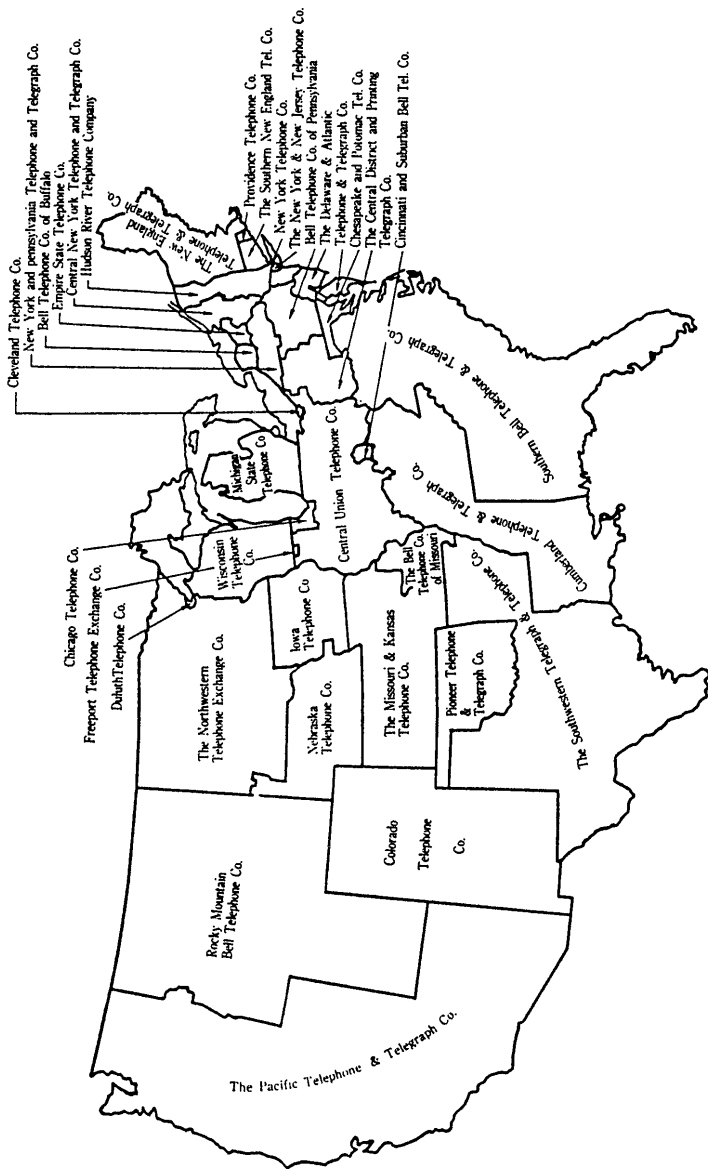 Cleveland Telephone Co.
New York and pennsylvania Telephone and Telegraph Co.
Bell Telephone Co. of Buffalo
Empire State Telephone Co.
Central New York Telephone and Telegraph Co.
Hudson River Telephone Company
Chicago Telephone Co.
Freeport Telephone Exchange Co.
DuluthTelephone Co.
The New England
Telephone & Telegraph Co.
Providence Telephone Co.
The Southern New England Tel. Co.
New York Telephone Co.
The New York & New Jersey Telephone Co.
Bell Telephone Co. of Pennsylvania
The Delaware & Atlantic
Telephone & Telegraph Co.
Chesapeake and Potomac Tel. Co.
The Central District and Printing
Telegraph Co.
Cincinnati and Suburban Bell Tel. Co.
Michigan
State
Telephone Co
Wisconsin
Telephone
Co.
The Northwestern
Telephone Exchange Co.
Rocky Mountain
Bell Telephone Co.
Iowa
Telephone Co
Nebraska
Telephone Co.
Central Union Telephone Co.
The Bell
Telephone Co.
of Missouri
The Missouri & Kansas
Telephone Co.
Colorado
Telephone
Co.
Pioneer Telephone
&
Telegraph Co.
The Pacific Telephone & Telegraph Co.
The Southwestern Telegraph & Telephone Co.
Cumberland Telephone & Telegraph Co.
Southern Bell Telephone & Telegraph Co.